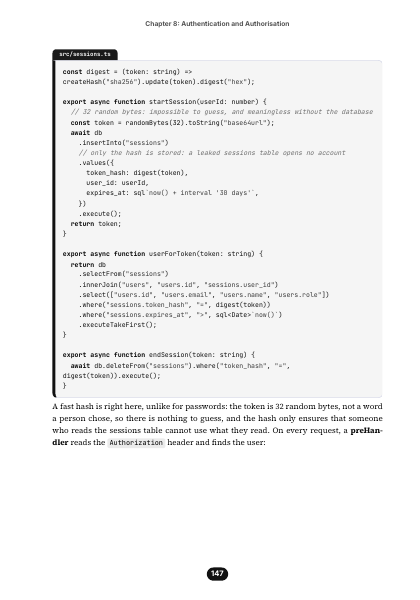 Chapter 8: Authentication and Authorisation
src/sessions.ts
const digest = (token: string) =>
createHash("sha256").update(token).digest("hex");
export async function startSession(userId: number) {
  // 32 random bytes: impossible to guess, and meaningless without the database
  const token = randomBytes(32).toString("base64url");
  await db
    .insertInto("sessions")
    // only the hash is stored: a leaked sessions table opens no account
    .values({
      token_hash: digest(token),
      user_id: userId,
      expires_at: sql`now() + interval '30 days'`,
    })
    .execute();
  return token;
}
export async function userForToken(token: string) {
  return db
    .selectFrom("sessions")
    .innerJoin("users", "users.id", "sessions.user_id")
    .select(["users.id", "users.email", "users.name", "users.role"])
    .where("sessions.token_hash", "=", digest(token))
    .where("sessions.expires_at", ">", sql<Date>`now()`)
    .executeTakeFirst();
}
export async function endSession(token: string) {
  await db.deleteFrom("sessions").where("token_hash", "=",
digest(token)).execute();
}
A fast hash is right here, unlike for passwords: the token is 32 random bytes, not a word
a person chose, so there is nothing to guess, and the hash only ensures that someone
who reads the sessions table cannot use what they read. On every request, a preHan-
dler reads the Authorization header and finds the user:
147